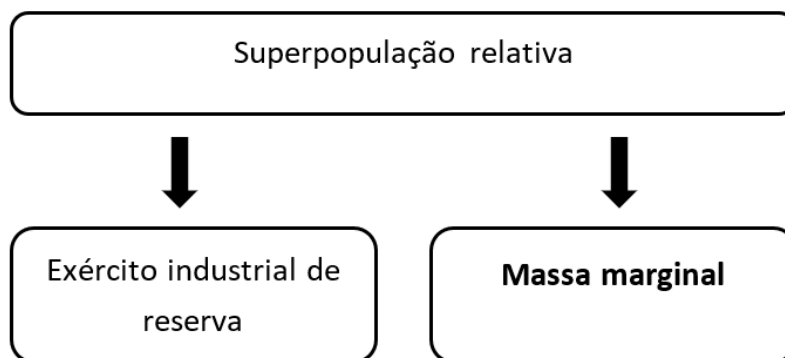 Superpopulação relativa
Exército industrial de
reserva
Massa marginal